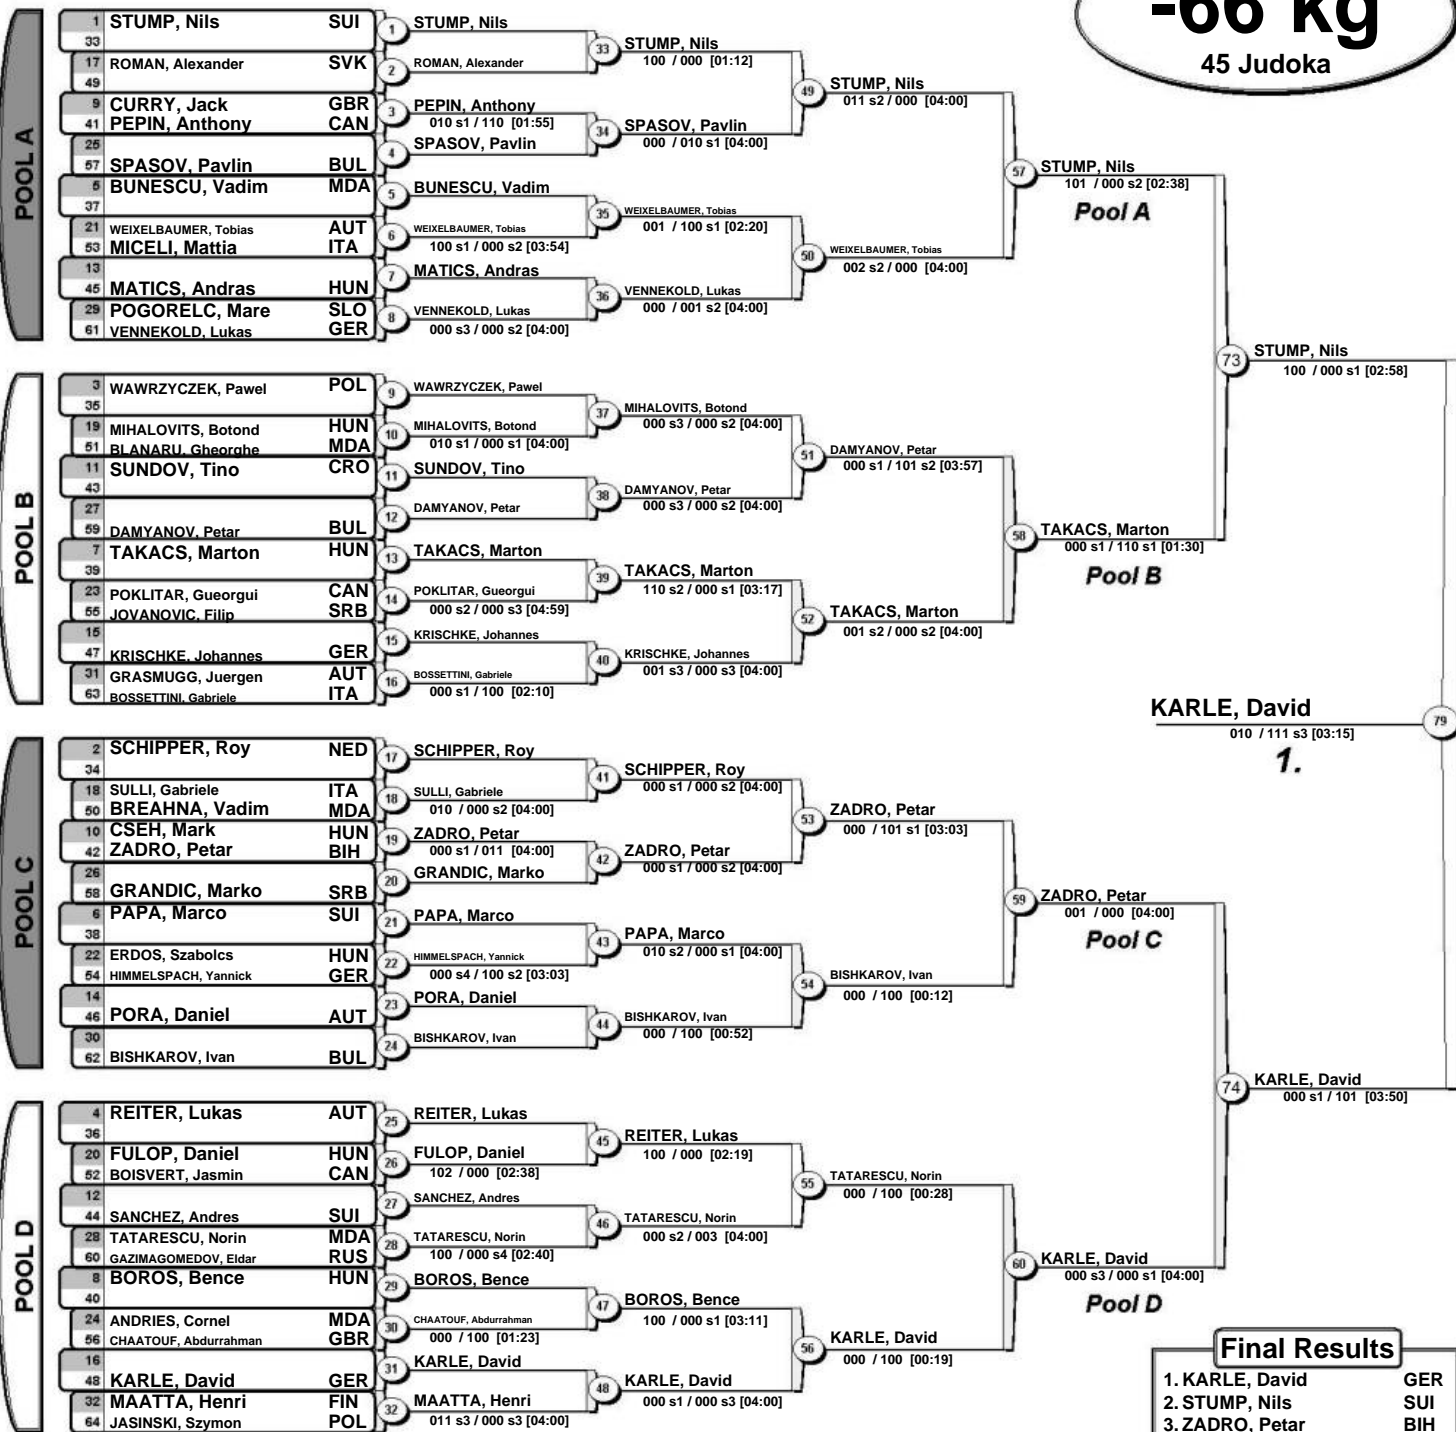 -66 kg
45 Judoka
POOL A
1 STUMP, Nils SUI
33
17 ROMAN, Alexander SVK
49
9 CURRY, Jack GBR
41 PEPIN, Anthony CAN
25
57 SPASOV, Pavlin BUL
5 BUNESCU, Vadim MDA
37
21 WEIXELBAUMER, Tobias AUT
53 MICELI, Mattia ITA
13
45 MATICS, Andras HUN
29 POGORELC, Mare SLO
61 VENNEKOLD, Lukas GER
1 STUMP, Nils
2 ROMAN, Alexander
3 PEPIN, Anthony
010 s1 / 110 [01:55]
4 SPASOV, Pavlin
5 BUNESCU, Vadim
6 WEIXELBAUMER, Tobias
100 s1 / 000 s2 [03:54]
7 MATICS, Andras
8 VENNEKOLD, Lukas
000 s3 / 000 s2 [04:00]
33 STUMP, Nils
100 / 000 [01:12]
34 SPASOV, Pavlin
000 / 010 s1 [04:00]
35 WEIXELBAUMER, Tobias
001 / 100 s1 [02:20]
36 VENNEKOLD, Lukas
000 / 001 s2 [04:00]
49 STUMP, Nils
011 s2 / 000 [04:00]
50 WEIXELBAUMER, Tobias
002 s2 / 000 [04:00]
57 STUMP, Nils
101 / 000 s2 [02:38]
Pool A
POOL B
3 WAWRZYCZEK, Pawel POL
35
19 MIHALOVITS, Botond HUN
51 BLANARU, Gheorghe MDA
11 SUNDOV, Tino CRO
43
27
59 DAMYANOV, Petar BUL
7 TAKACS, Marton HUN
39
23 POKLITAR, Gueorgui CAN
55 JOVANOVIC, Filip SRB
15
47 KRISCHKE, Johannes GER
31 GRASMUGG, Juergen AUT
63 BOSSETTINI, Gabriele ITA
9 WAWRZYCZEK, Pawel
10 MIHALOVITS, Botond
010 s1 / 000 s1 [04:00]
11 SUNDOV, Tino
12 DAMYANOV, Petar
13 TAKACS, Marton
14 POKLITAR, Gueorgui
000 s2 / 000 s3 [04:59]
15 KRISCHKE, Johannes
16 BOSSETTINI, Gabriele
000 s1 / 100 [02:10]
37 MIHALOVITS, Botond
000 s3 / 000 s2 [04:00]
38 DAMYANOV, Petar
000 s3 / 000 s2 [04:00]
39 TAKACS, Marton
110 s2 / 000 s1 [03:17]
40 KRISCHKE, Johannes
001 s3 / 000 s3 [04:00]
51 DAMYANOV, Petar
000 s1 / 101 s2 [03:57]
52 TAKACS, Marton
001 s2 / 000 s2 [04:00]
58 TAKACS, Marton
000 s1 / 110 s1 [01:30]
Pool B
73 STUMP, Nils
100 / 000 s1 [02:58]
KARLE, David 79
010 / 111 s3 [03:15]
1.
POOL C
2 SCHIPPER, Roy NED
34
18 SULLI, Gabriele ITA
50 BREAHNA, Vadim MDA
10 CSEH, Mark HUN
42 ZADRO, Petar BIH
26
58 GRANDIC, Marko SRB
6 PAPA, Marco SUI
38
22 ERDOS, Szabolcs HUN
54 HIMMELSPACH, Yannick GER
14
46 PORA, Daniel AUT
30
62 BISHKAROV, Ivan BUL
17 SCHIPPER, Roy
18 SULLI, Gabriele
010 / 000 s2 [04:00]
19 ZADRO, Petar
000 s1 / 011 [04:00]
20 GRANDIC, Marko
21 PAPA, Marco
22 HIMMELSPACH, Yannick
000 s4 / 100 s2 [03:03]
23 PORA, Daniel
24 BISHKAROV, Ivan
41 SCHIPPER, Roy
000 s1 / 000 s2 [04:00]
42 ZADRO, Petar
000 s1 / 000 s2 [04:00]
43 PAPA, Marco
010 s2 / 000 s1 [04:00]
44 BISHKAROV, Ivan
000 / 100 [00:52]
53 ZADRO, Petar
000 / 101 s1 [03:03]
54 BISHKAROV, Ivan
000 / 100 [00:12]
59 ZADRO, Petar
001 / 000 [04:00]
Pool C
POOL D
4 REITER, Lukas AUT
36
20 FULOP, Daniel HUN
52 BOISVERT, Jasmin CAN
12
44 SANCHEZ, Andres SUI
28 TATARESCU, Norin MDA
60 GAZIMAGOMEDOV, Eldar RUS
8 BOROS, Bence HUN
40
24 ANDRIES, Cornel MDA
56 CHAATOUF, Abdurrahman GBR
16
48 KARLE, David GER
32 MAATTA, Henri FIN
64 JASINSKI, Szymon POL
25 REITER, Lukas
26 FULOP, Daniel
102 / 000 [02:38]
27 SANCHEZ, Andres
28 TATARESCU, Norin
100 / 000 s4 [02:40]
29 BOROS, Bence
30 CHAATOUF, Abdurrahman
000 / 100 [01:23]
31 KARLE, David
32 MAATTA, Henri
011 s3 / 000 s3 [04:00]
45 REITER, Lukas
100 / 000 [02:19]
46 TATARESCU, Norin
000 s2 / 003 [04:00]
47 BOROS, Bence
100 / 000 s1 [03:11]
48 KARLE, David
000 s1 / 000 s3 [04:00]
55 TATARESCU, Norin
000 / 100 [00:28]
56 KARLE, David
000 / 100 [00:19]
60 KARLE, David
000 s3 / 000 s1 [04:00]
Pool D
74 KARLE, David
000 s1 / 101 [03:50]
Final Results
1. KARLE, David GER
2. STUMP, Nils SUI
3. ZADRO, Petar BIH